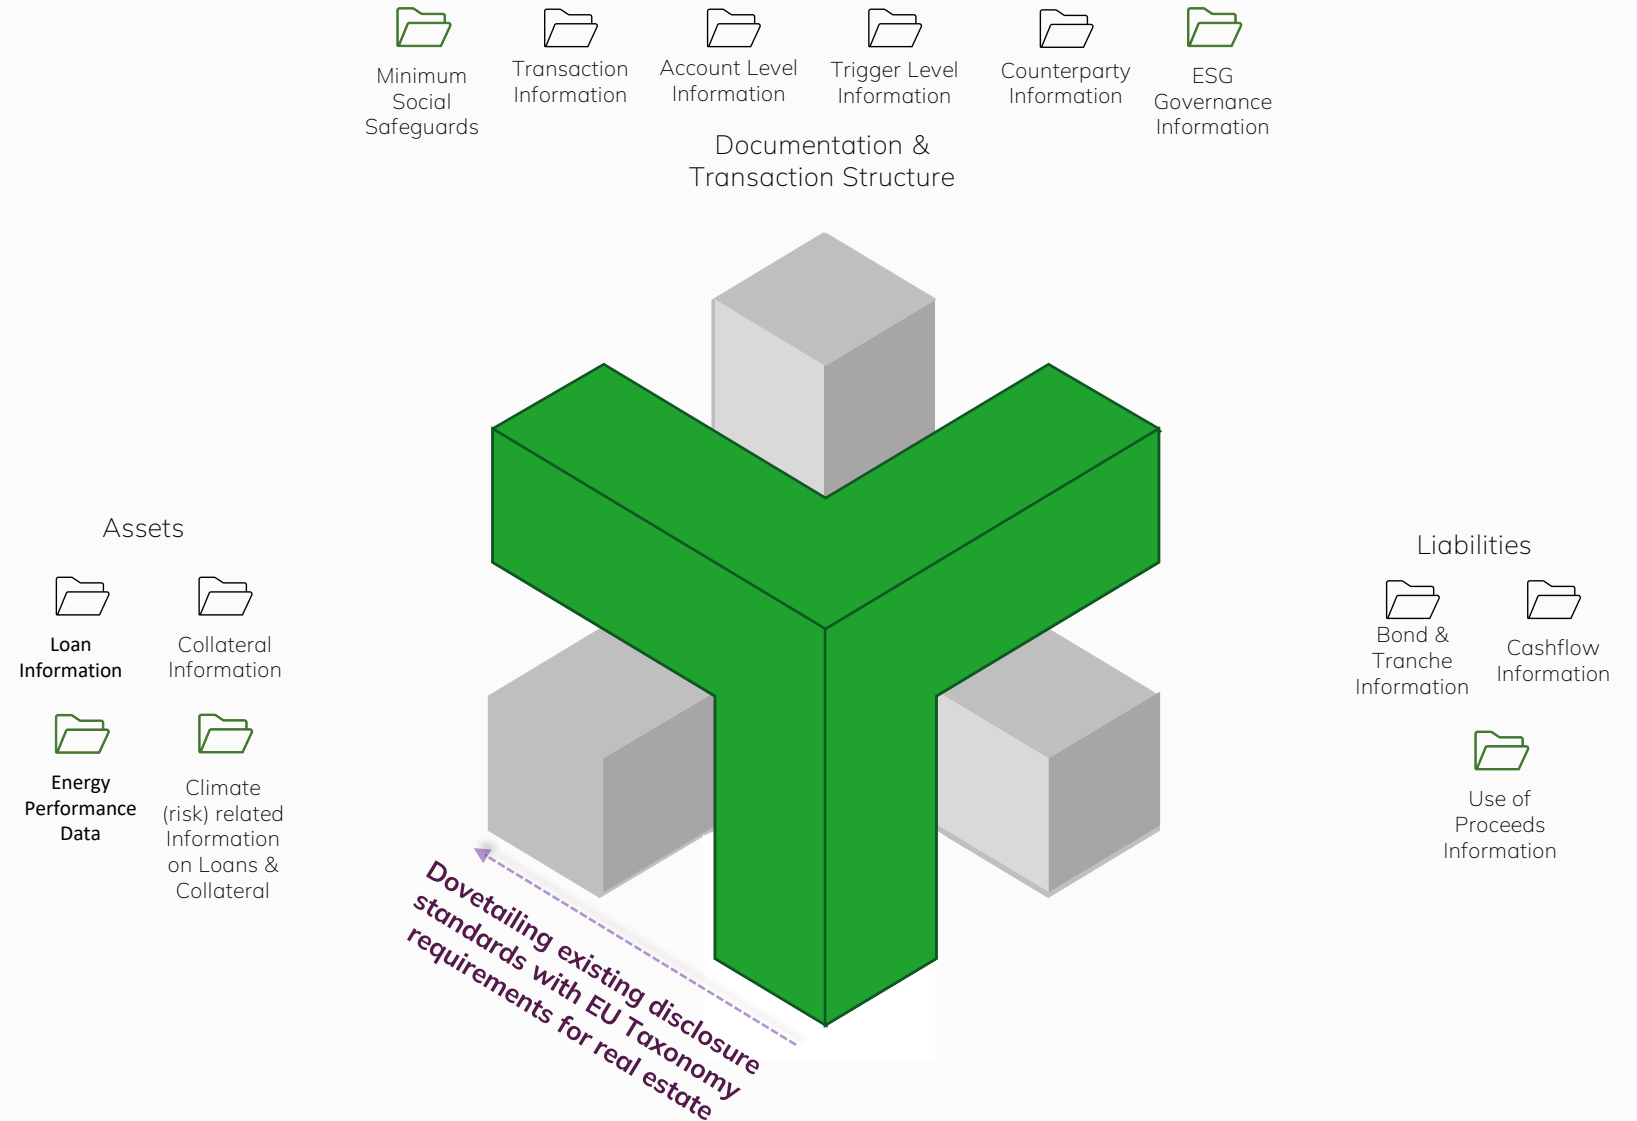 Minimum
Social
Safeguards
Transaction
Information
Account Level
Information
Trigger Level
Information
Counterparty
Information
ESG
Governance
Information
Documentation &
Transaction Structure
Assets
Loan
Information
Collateral
Information
Energy
Performance
Data
Climate
(risk) related
Information
on Loans &
Collateral
Liabilities
Bond &
Tranche
Information
Cashflow
Information
Use of
Proceeds
Information
Dovetailing existing disclosure
standards with EU Taxonomy
requirements for real estate